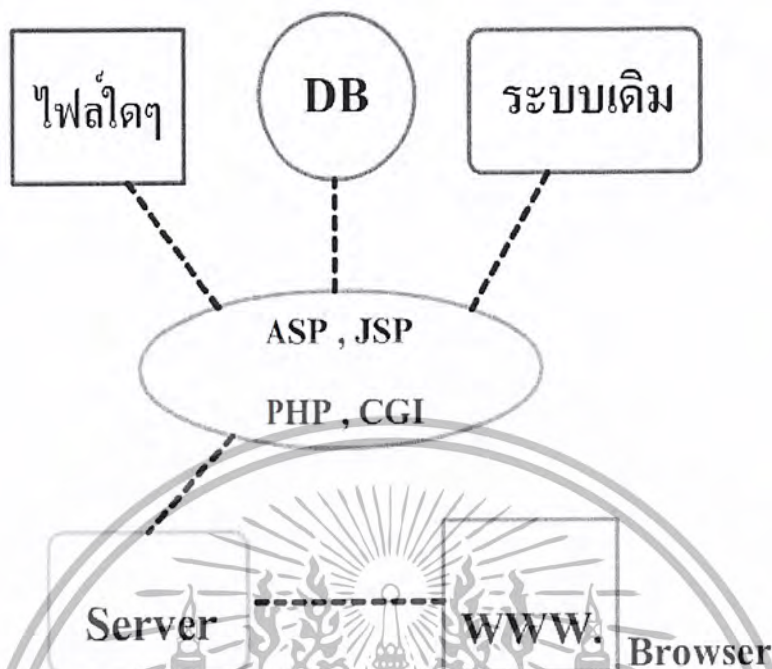 ไฟล์ใดๆ
DB
ระบบเดิม
ASP , JSP
PHP , CGI
Server
WWW.
Browser